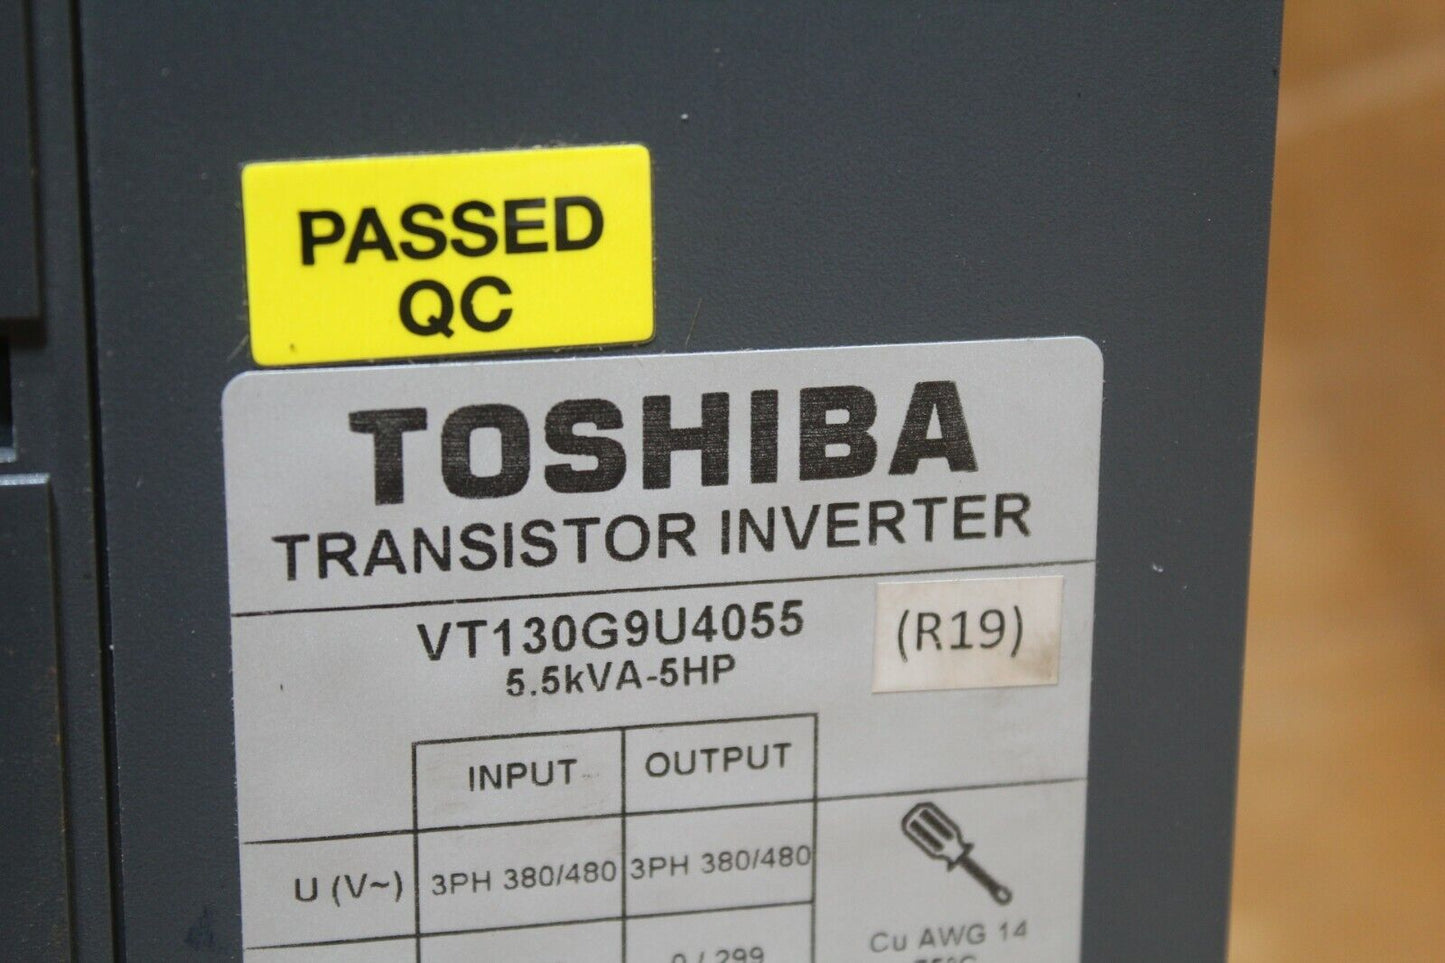 PASSED
QC
TOSHIBA
TRANSISTOR INVERTER
VT130G9U4055
(R19)
5.5kVA-5HP
INPUT OUTPUT
U (V~) 3PH 380/480 3PH 380/480
0 / 299
Cu AWG 14